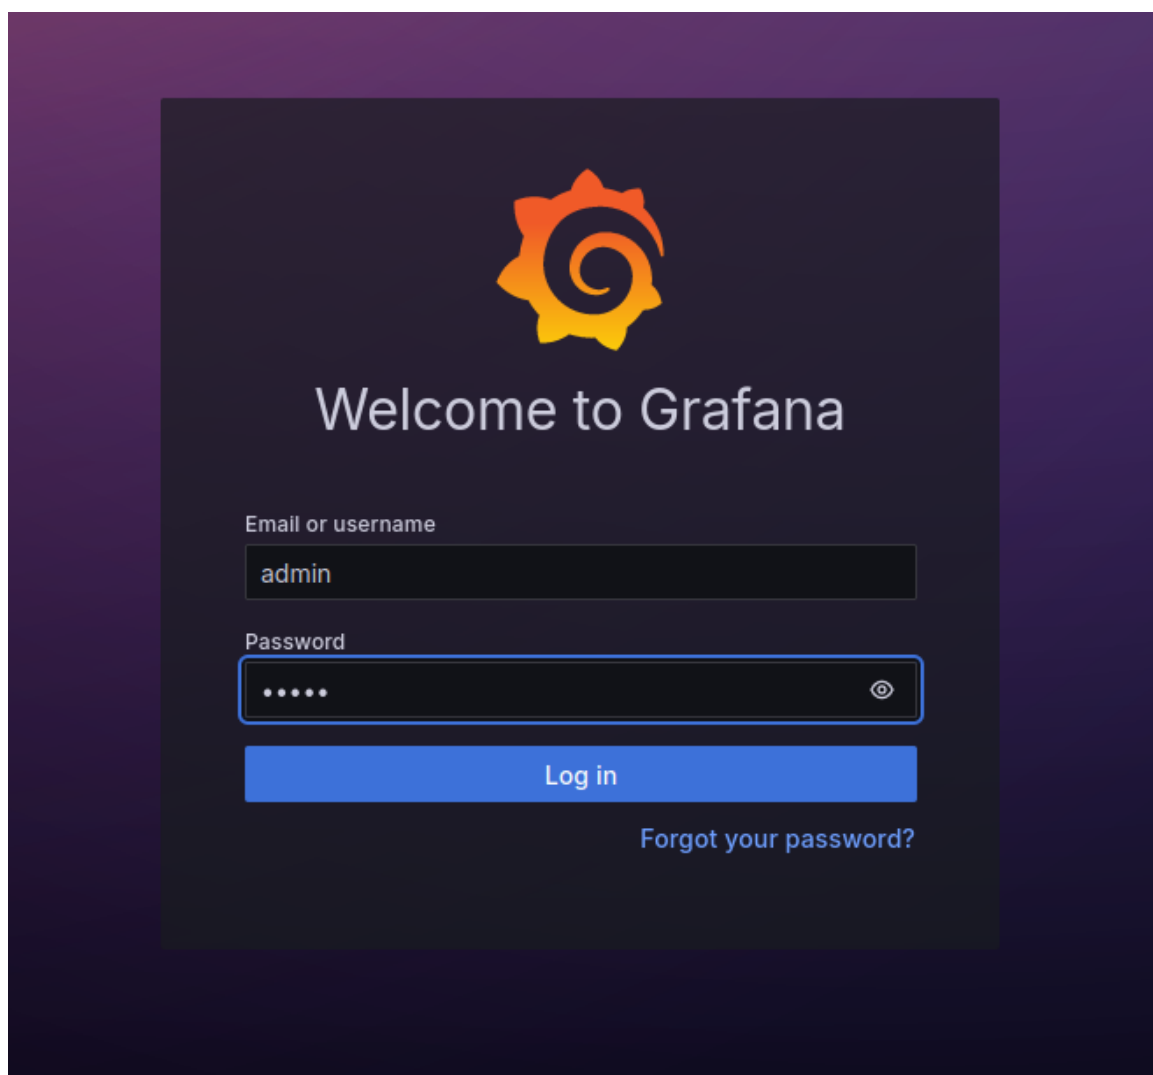 Welcome to Grafana
Email or username
admin
Password
•••••
Log in
Forgot your password?